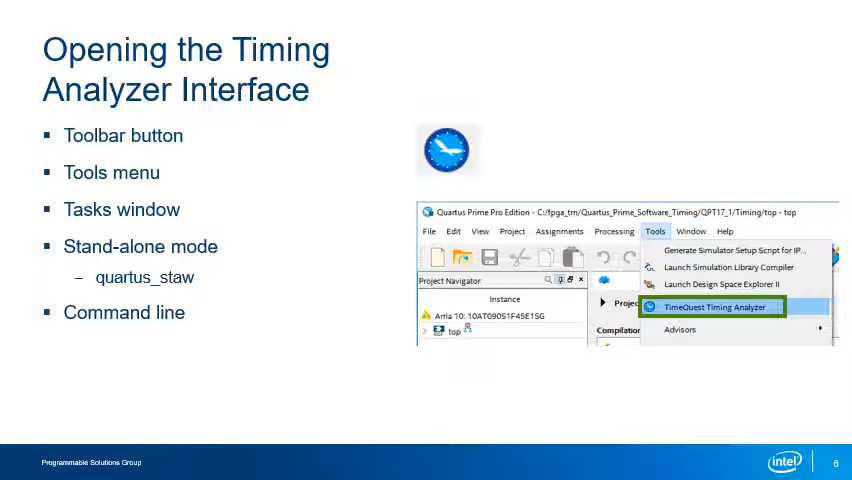 Opening the Timing
Analyzer Interface
▪ Toolbar button
▪ Tools menu
▪ Tasks window
▪ Stand-alone mode
– quartus_staw
▪ Command line
Quartus Prime Pro Edition - C:/fpga_trn/Quartus_Prime_Software_Timing/QPT17_1/Timing/top - top
File Edit View Project Assignments Processing Tools Window Help
Generate Simulator Setup Script for IP...
Launch Simulation Library Compiler
Launch Design Space Explorer II
TimeQuest Timing Analyzer
Advisors
Project Navigator
Instance
Arria 10: 10AT090S1F45E1SG
top
Projec
Compilation
Programmable Solutions Group
intel
6